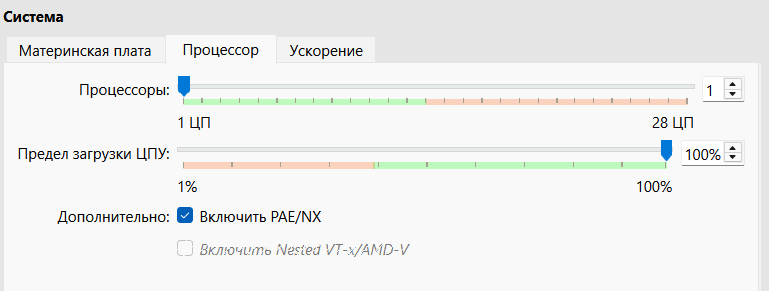 Система
Материнская плата Процессор Ускорение
Процессоры: 1
1 ЦП 28 ЦП
Предел загрузки ЦПУ: 100%
1% 100%
Дополнительно: Включить PAE/NX
Включить Nested VT-x/AMD-V